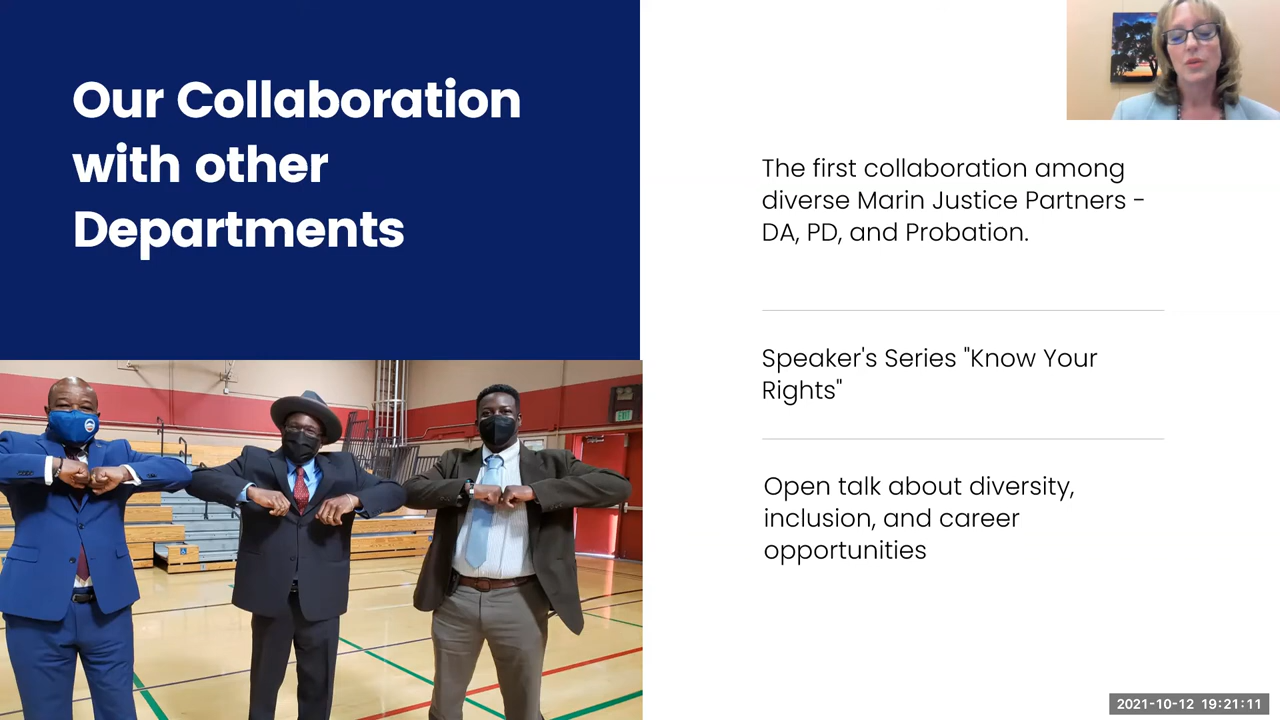 Our Collaboration
with other
Departments
The first collaboration among
diverse Marin Justice Partners -
DA, PD, and Probation.
Speaker's Series "Know Your
Rights"
Open talk about diversity,
inclusion, and career
opportunities
EXIT
2021-10-12 19:21:11